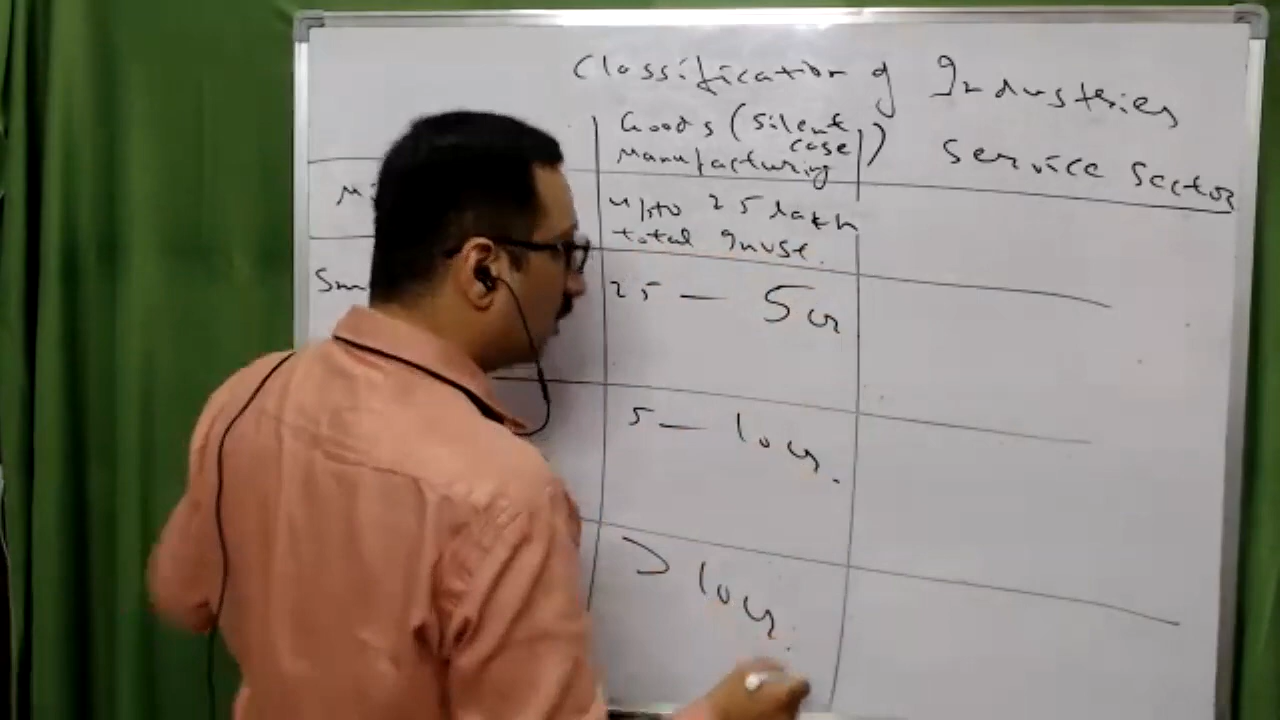 Classification of Industries
Goods (Silent case)
Manufacturing
Service Sector
Mi
upto 25 lakh
total Invst.
Sm
25 — 5 cr
5 — 10 cr.
> 10 cr.